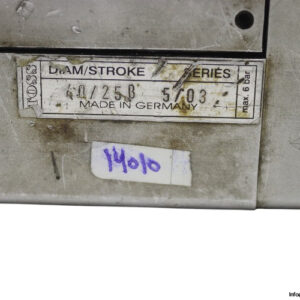 TOSS
DIAM/STROKE SERIES
40/25B 5/03
MADE IN GERMANY
max. 6 bar
14010